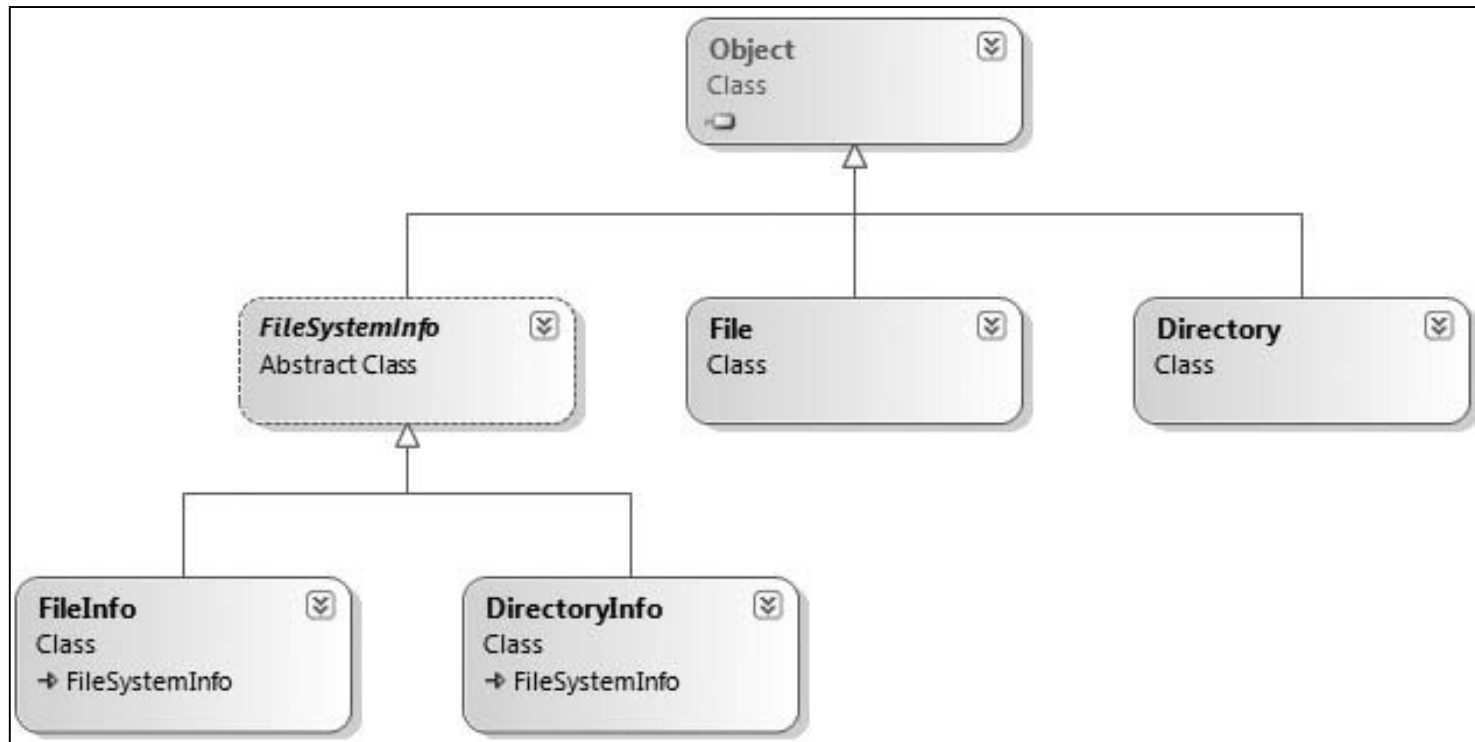 Object
Class
FileSystemInfo
Abstract Class
File
Class
Directory
Class
FileInfo
Class
FileSystemInfo
DirectoryInfo
Class
FileSystemInfo